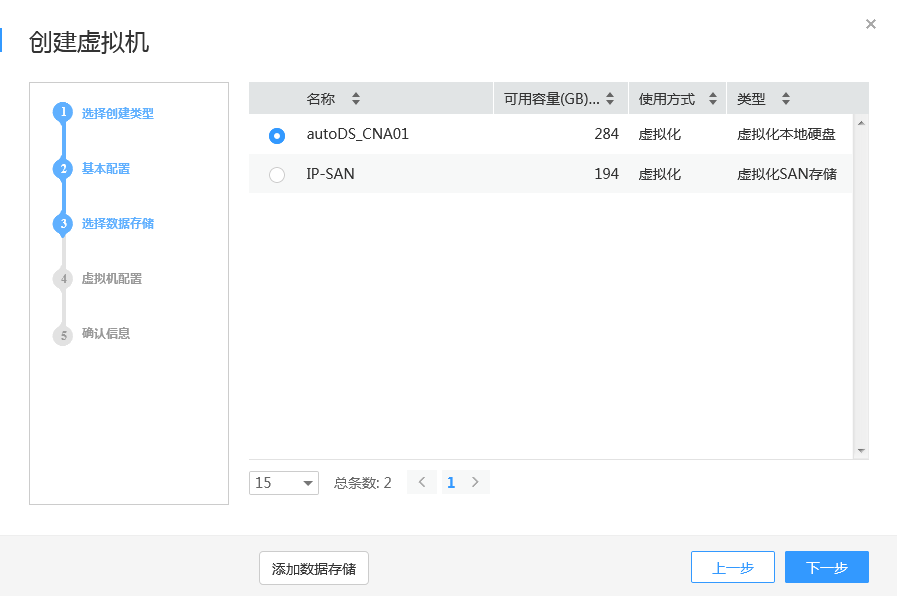 创建虚拟机
1 选择创建类型
2 基本配置
3 选择数据存储
4 虚拟机配置
5 确认信息
名称 可用容量(GB)... 使用方式 类型
autoDS_CNA01 284 虚拟化 虚拟化本地硬盘
IP-SAN 194 虚拟化 虚拟化SAN存储
15 总条数: 2 < 1 >
添加数据存储 上一步 下一步